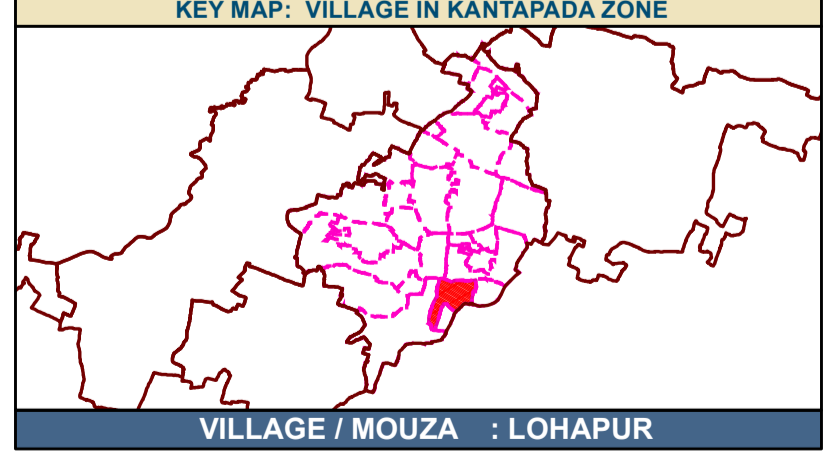 KEY MAP: VILLAGE IN KANTAPADA ZONE
VILLAGE / MOUZA : LOHAPUR